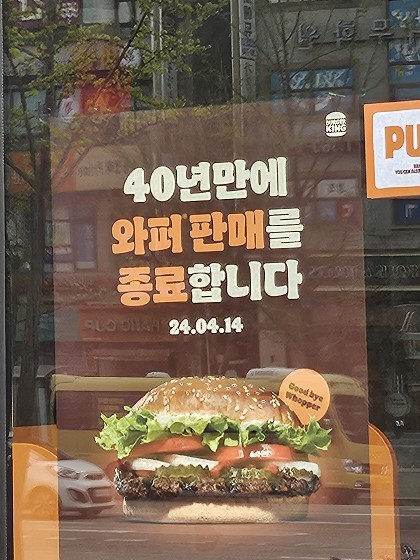 BURGER
KING
40년만에
와퍼® 판매를
종료합니다
24.04.14
Good bye
Whopper
PU